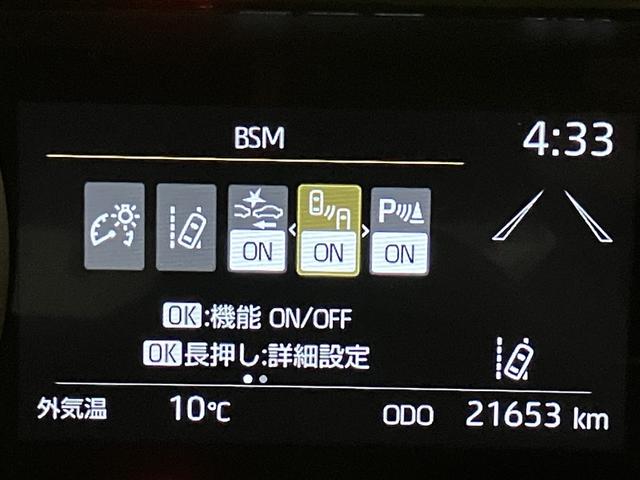 BSM
4:33
ON ON ON
P
OK:機能 ON/OFF
OK長押し:詳細設定
外気温 10℃ ODO 21653 km